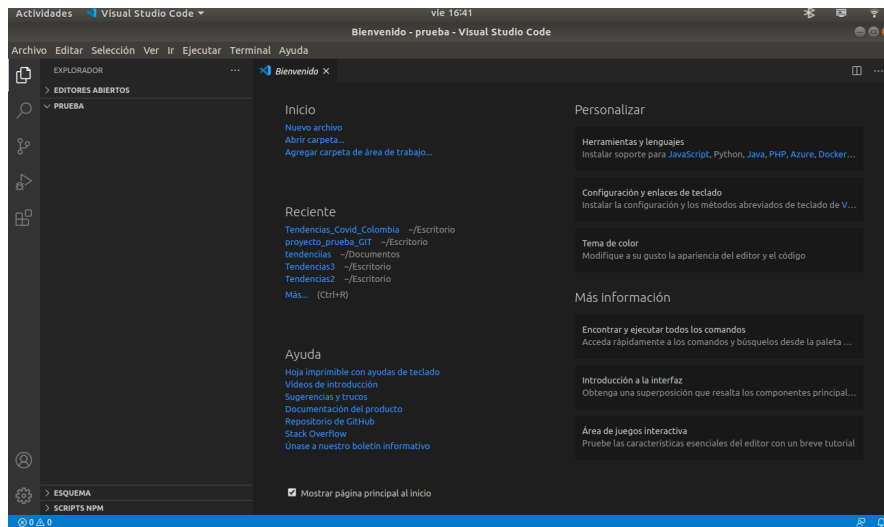 Actividades Visual Studio Code vie 16:41
Bienvenido - prueba - Visual Studio Code
Archivo Editar Selección Ver Ir Ejecutar Terminal Ayuda
EXPLORADOR
EDITORES ABIERTOS
PRUEBA
ESQUEMA
SCRIPTS NPM
Bienvenido
Inicio
Nuevo archivo
Abrir carpeta...
Agregar carpeta de área de trabajo...
Reciente
Tendencias_Covid_Colombia ~/Escritorio
proyecto_prueba_GIT ~/Escritorio
tendenciias ~/Documentos
Tendencias3 ~/Escritorio
Tendencias2 ~/Escritorio
Más... (Ctrl+R)
Ayuda
Hoja imprimible con ayudas de teclado
Vídeos de introducción
Sugerencias y trucos
Documentación del producto
Repositorio de GitHub
Stack Overflow
Únase a nuestro boletín informativo
Mostrar página principal al inicio
Personalizar
Herramientas y lenguajes
Instalar soporte para JavaScript, Python, Java, PHP, Azure, Docker...
Configuración y enlaces de teclado
Instalar la configuración y los métodos abreviados de teclado de V...
Tema de color
Modifique a su gusto la apariencia del editor y el código
Más información
Encontrar y ejecutar todos los comandos
Acceda rápidamente a los comandos y búsquelos desde la paleta ...
Introducción a la interfaz
Obtenga una superposición que resalta los componentes principal...
Área de juegos interactiva
Pruebe las características esenciales del editor con un breve tutorial
0 0